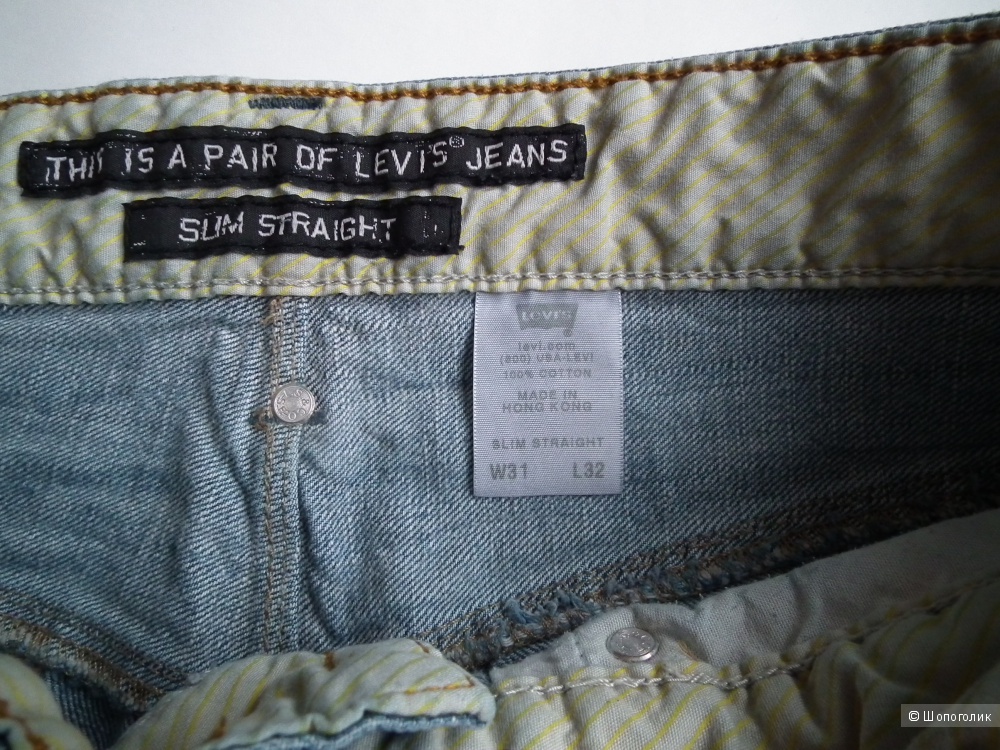 THIS IS A PAIR OF LEVI'S® JEANS
SLIM STRAIGHT
LEVI'S
levi.com
(800) USA-LEVI
100% COTTON
MADE IN
HONG KONG
SLIM STRAIGHT
W31 L32
© Шопоголик